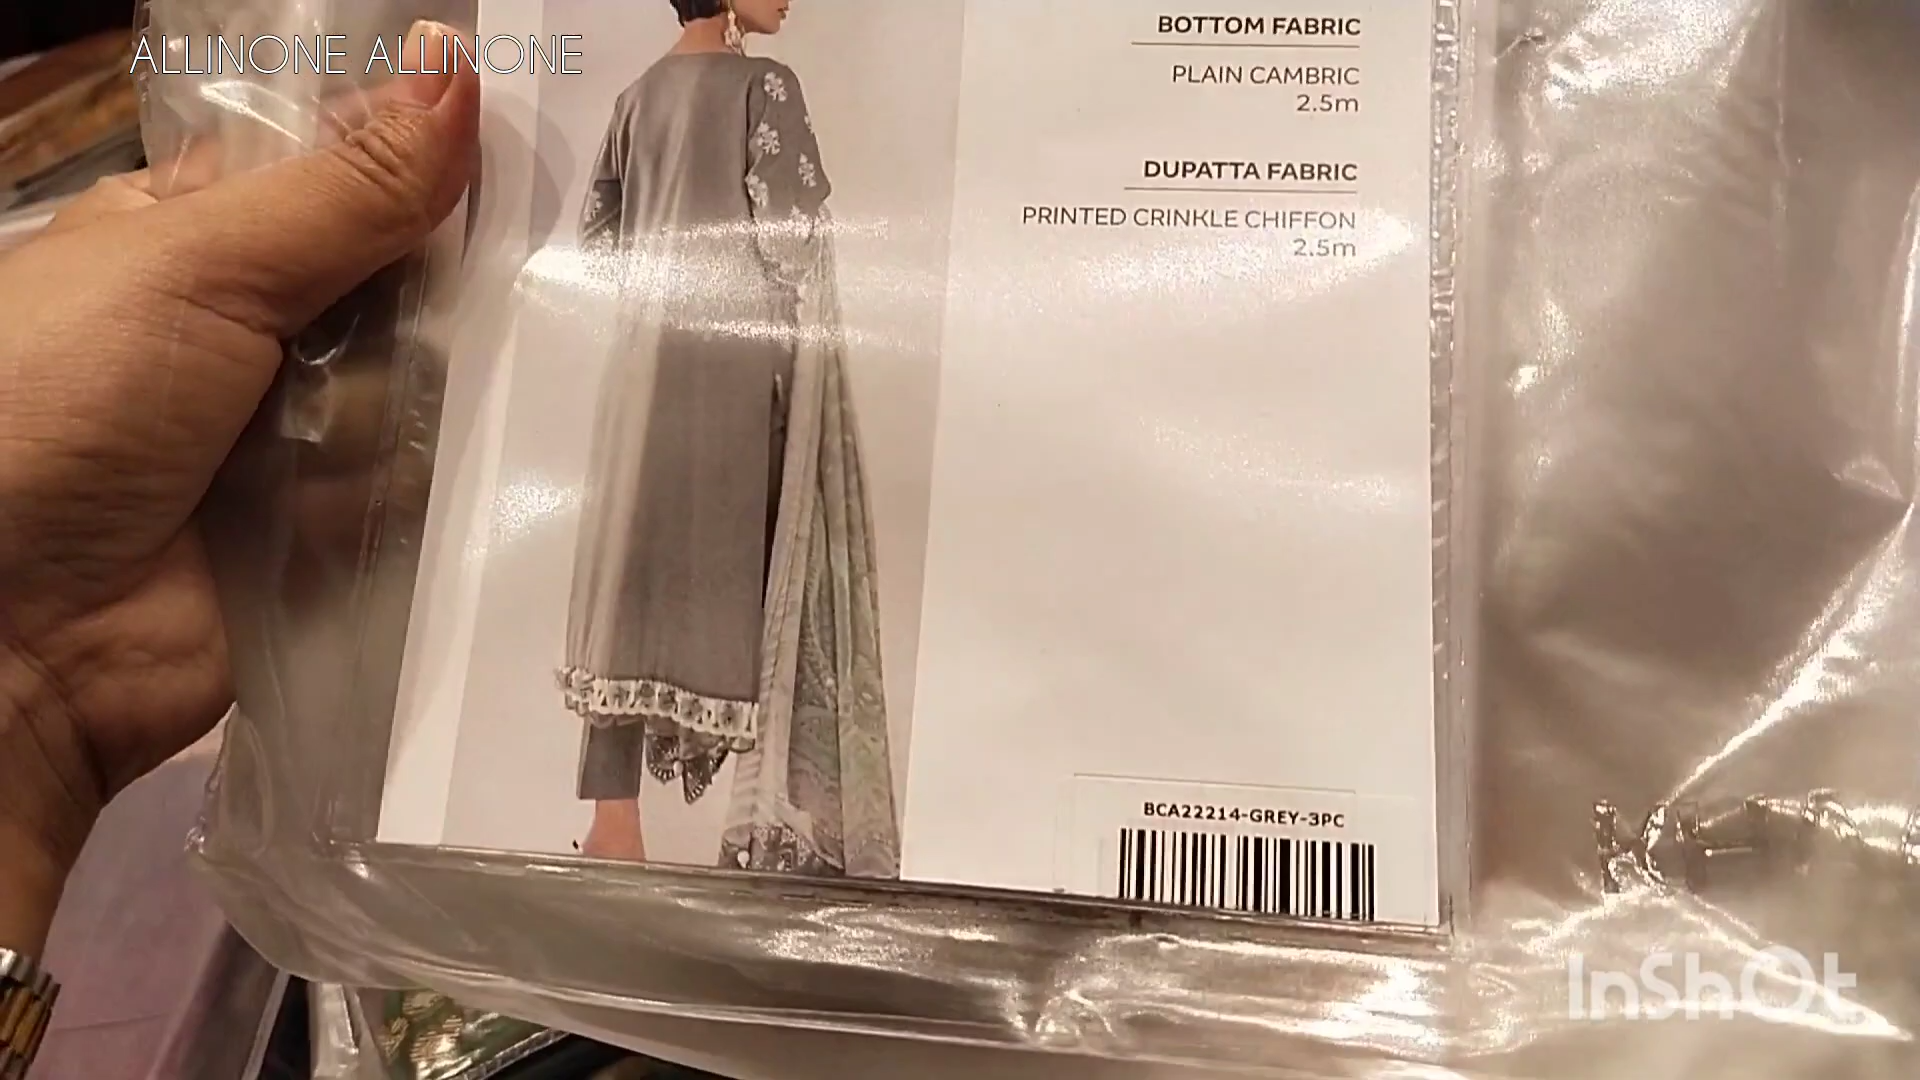 ALLINONE ALLINONE
BOTTOM FABRIC
PLAIN CAMBRIC
2.5m
DUPATTA FABRIC
PRINTED CRINKLE CHIFFON
2.5m
BCA22214-GREY-3PC
InShOt